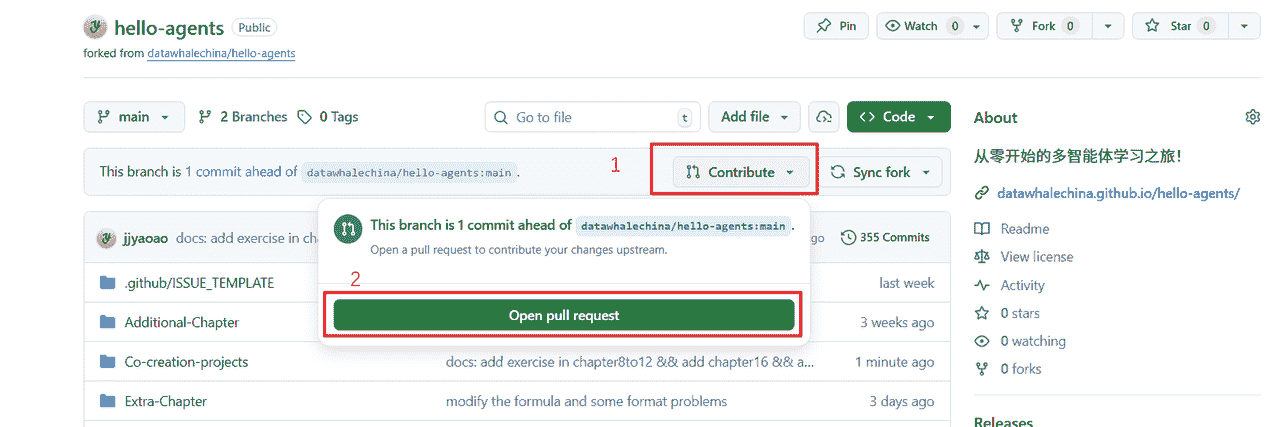 hello-agents Public
Pin
Watch 0
Fork 0
Star 0
forked from datawhalechina/hello-agents
main
2 Branches
0 Tags
Go to file
t
Add file
Code
This branch is 1 commit ahead of datawhalechina/hello-agents:main .
1
Contribute
Sync fork
This branch is 1 commit ahead of datawhalechina/hello-agents:main .
Open a pull request to contribute your changes upstream.
2
Open pull request
jjyaoao docs: add exercise in ch
go
355 Commits
.github/ISSUE_TEMPLATE
last week
Additional-Chapter
3 weeks ago
Co-creation-projects
docs: add exercise in chapter8to12 && add chapter16 && a...
1 minute ago
Extra-Chapter
modify the formula and some format problems
3 days ago
About
从零开始的多智能体学习之旅!
datawhalechina.github.io/hello-agents/
Readme
View license
Activity
0 stars
0 watching
0 forks
Releases